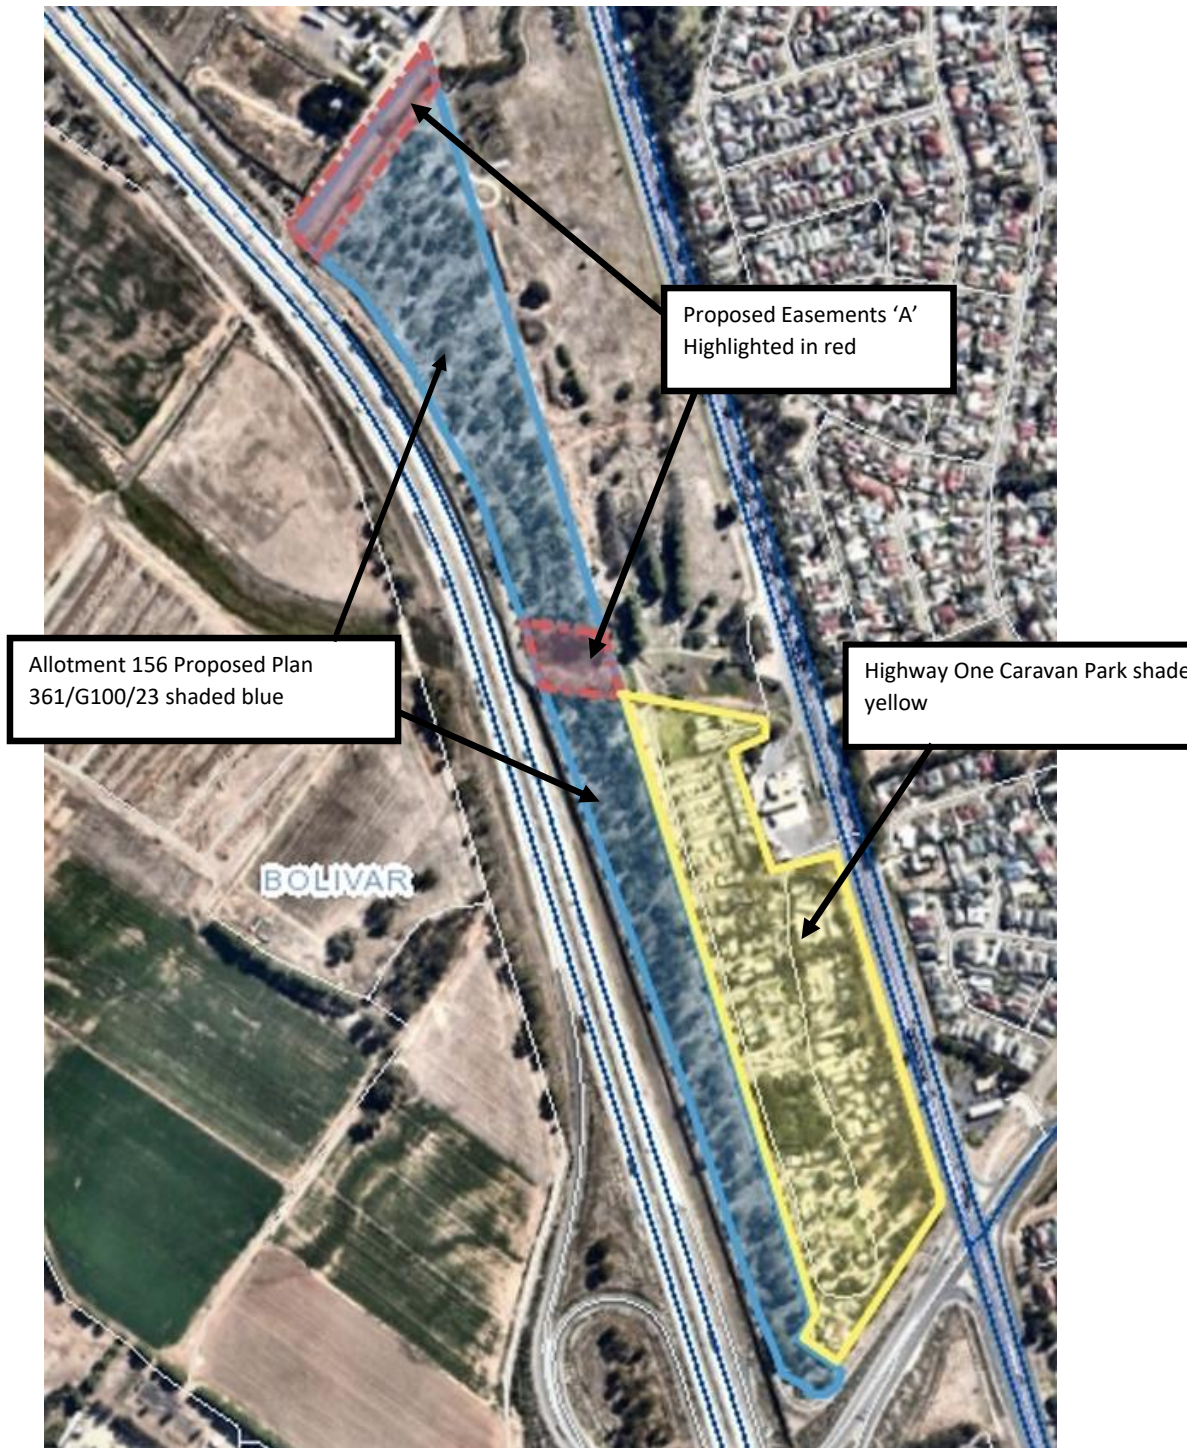 Proposed Easements ‘A’
Highlighted in red
Allotment 156 Proposed Plan
361/G100/23 shaded blue
Highway One Caravan Park shade
yellow
BOLIVAR